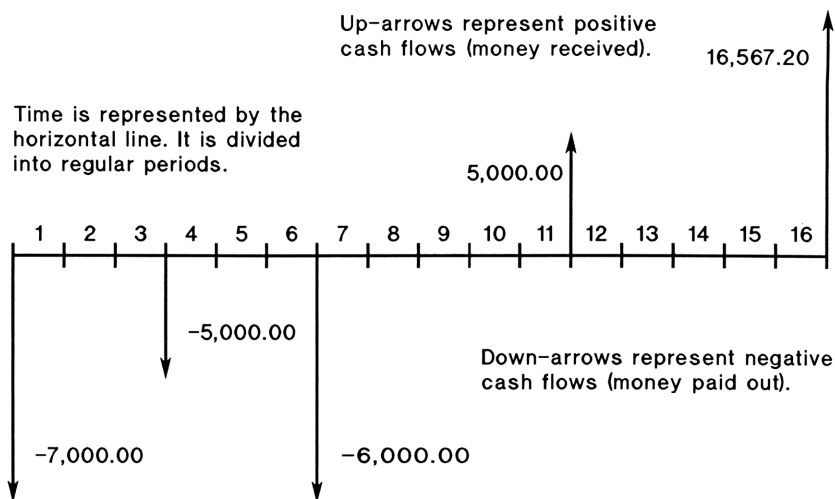 Up-arrows represent positive
cash flows (money received).
16,567.20
Time is represented by the
horizontal line. It is divided
into regular periods.
5,000.00
1 2 3 4 5 6 7 8 9 10 11 12 13 14 15 16
-5,000.00
Down-arrows represent negative
cash flows (money paid out).
-7,000.00
-6,000.00